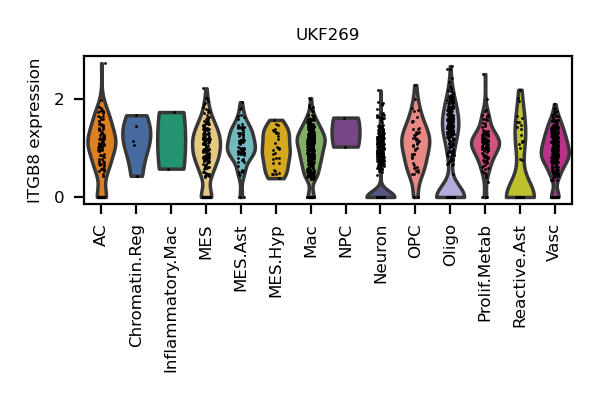 UKF269
ITGB8 expression
2
0
AC
Chromatin.Reg
Inflammatory.Mac
MES
MES.Ast
MES.Hyp
Mac
NPC
Neuron
OPC
Oligo
Prolif.Metab
Reactive.Ast
Vasc